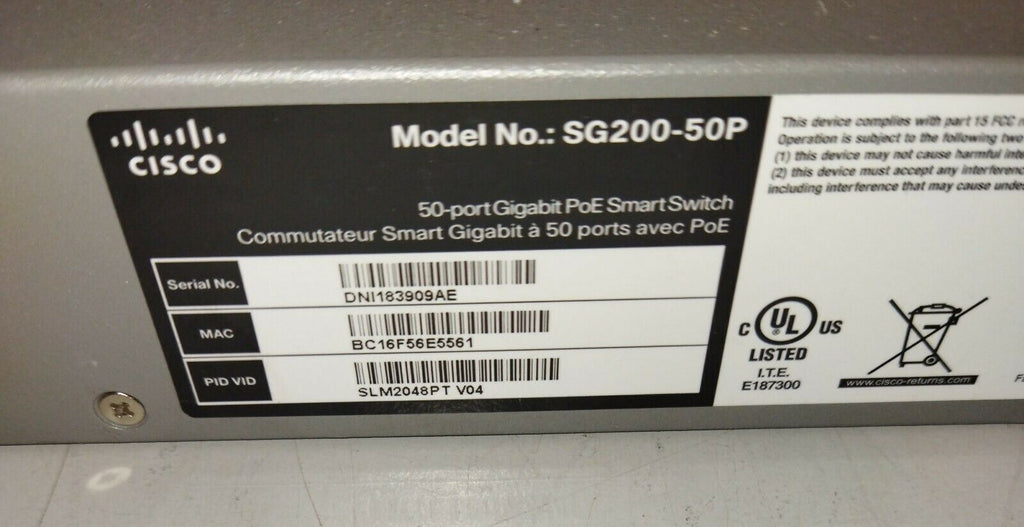 CISCO
Model No.: SG200-50P
50-port Gigabit PoE Smart Switch
Commutateur Smart Gigabit à 50 ports avec PoE
Serial No.
DNI183909AE
MAC
BC16F56E5561
PID VID
SLM2048PT V04
This device complies with part 15 FCC
Operation is subject to the following two
(1) this device may not cause harmful
(2) this device must accept any
including interference that may cause
C UL US
LISTED
I.T.E.
E187300
www.cisco-returns.com